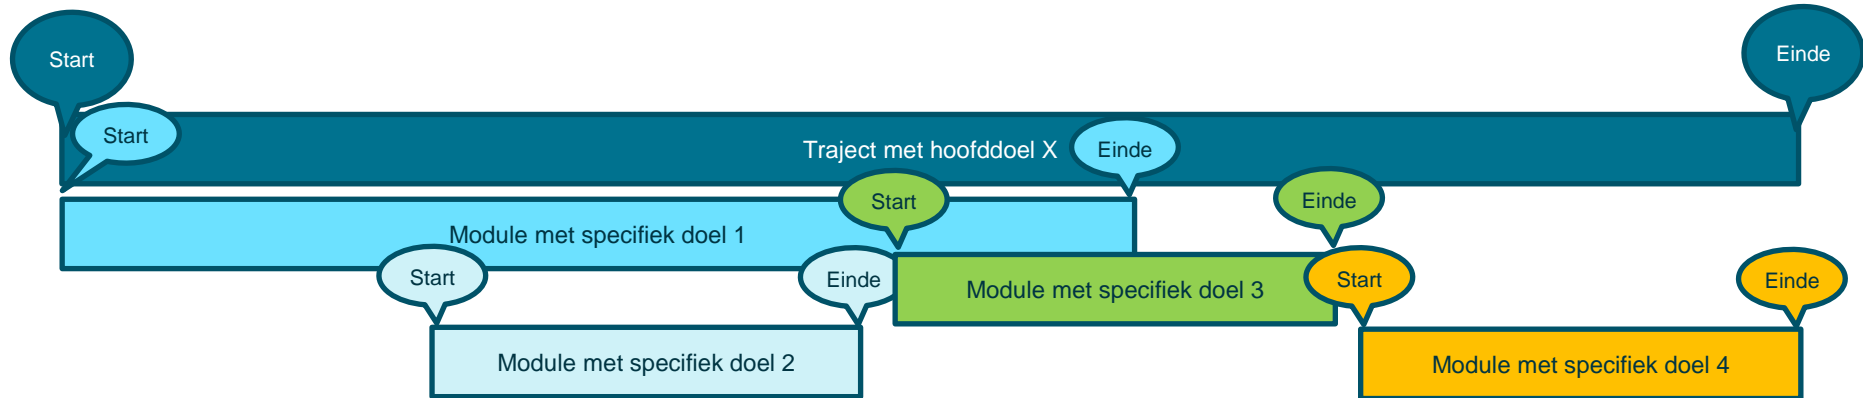 Start
Einde
Start
Traject met hoofddoel X
Einde
Start
Einde
Module met specifiek doel 1
Start
Einde
Module met specifiek doel 3
Start
Einde
Module met specifiek doel 2
Module met specifiek doel 4